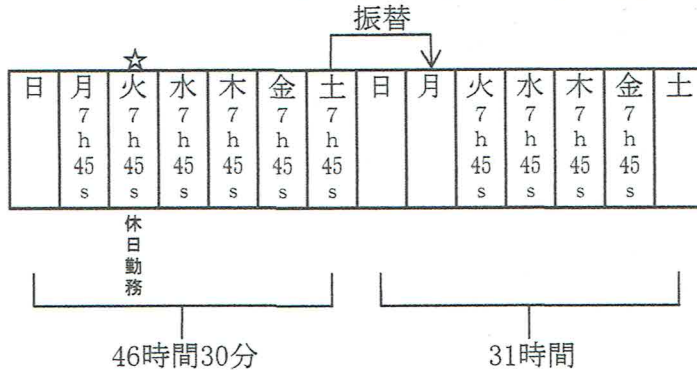 振替
☆
日 月 火 水 木 金 土 日 月 火 水 木 金 土
7 7 7 7 7 7 7 7 7 7
h h h h h h h h h h
45 45 45 45 45 45 45 45 45 45
s s s s s s s s s s
休日勤務
46時間30分 31時間